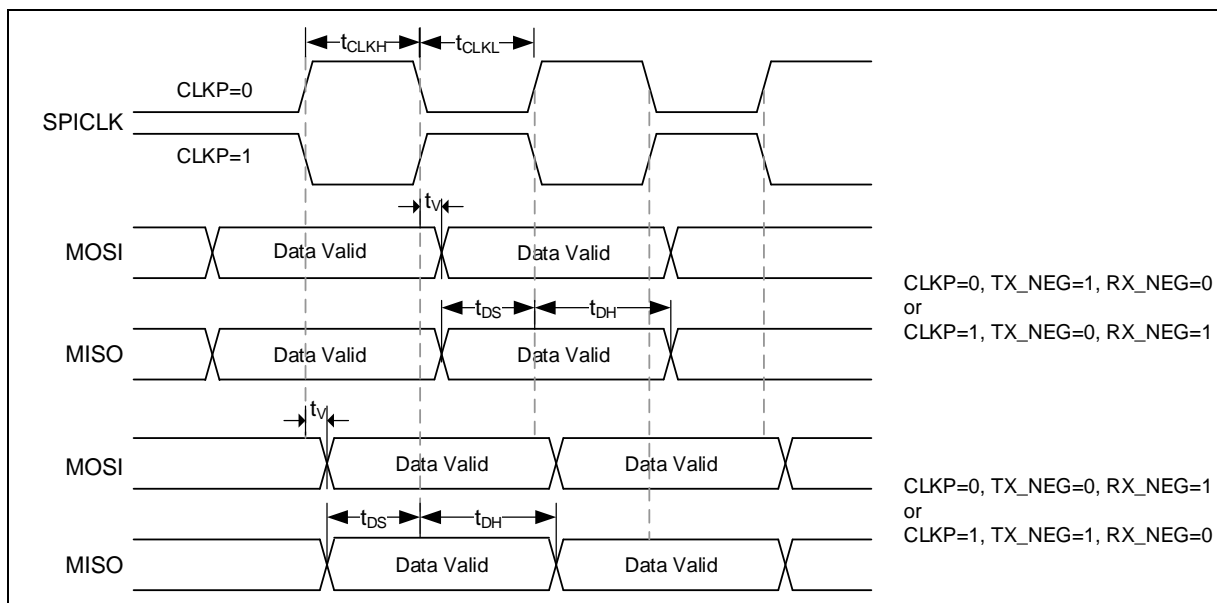 tCLKH
tCLKL
CLKP=0
SPICLK
CLKP=1
tV
MOSI
Data Valid
Data Valid
CLKP=0, TX_NEG=1, RX_NEG=0
or
CLKP=1, TX_NEG=0, RX_NEG=1
tDS
tDH
MISO
Data Valid
Data Valid
tV
MOSI
Data Valid
Data Valid
CLKP=0, TX_NEG=0, RX_NEG=1
or
CLKP=1, TX_NEG=1, RX_NEG=0
tDS
tDH
MISO
Data Valid
Data Valid